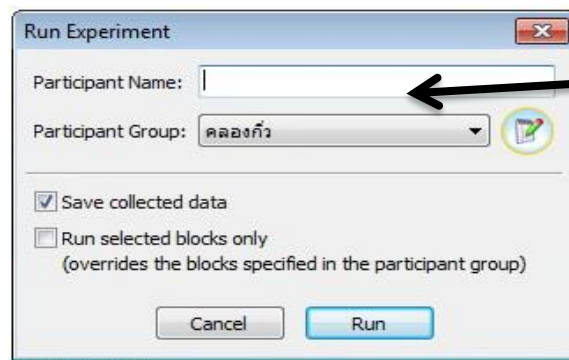 Run Experiment
Participant Name:
Participant Group: คลองกิ่ว
Save collected data
Run selected blocks only
(overrides the blocks specified in the participant group)
Cancel Run